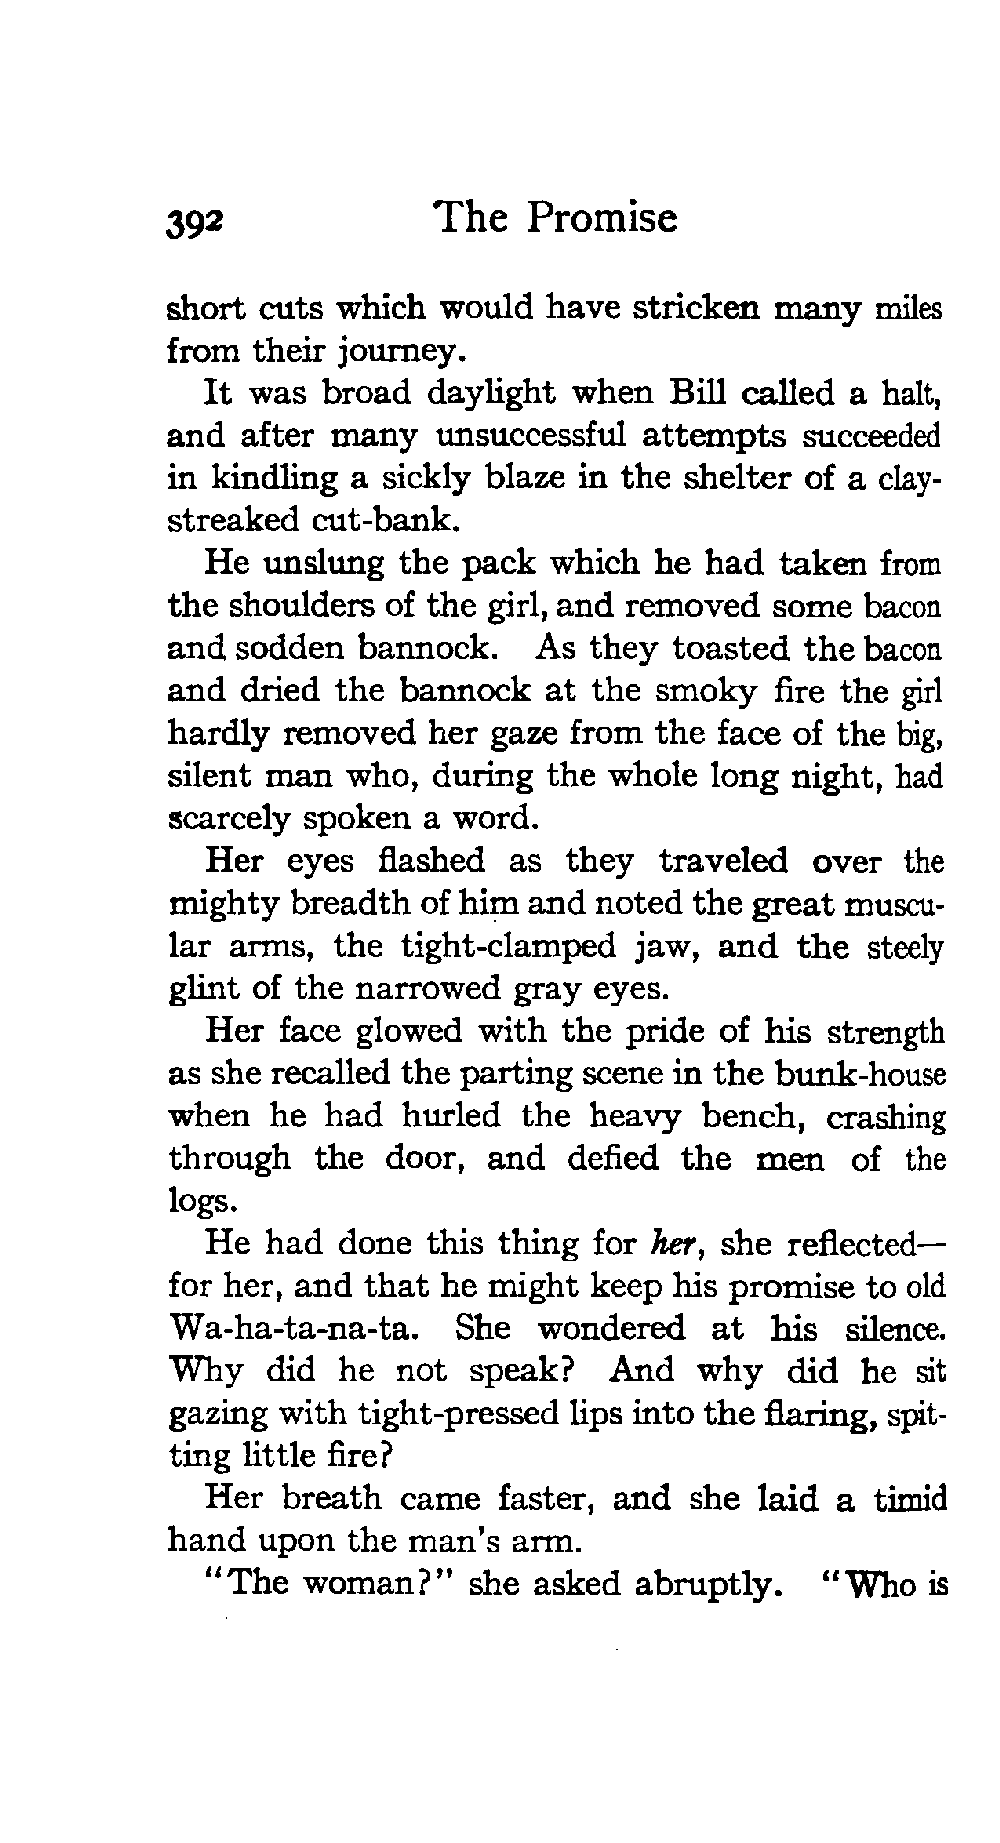 392 The Promise
short cuts which would have stricken many miles
from their journey.
It was broad daylight when Bill called a halt,
and after many unsuccessful attempts succeeded
in kindling a sickly blaze in the shelter of a clay-
streaked cut-bank.
He unslung the pack which he had taken from
the shoulders of the girl, and removed some bacon
and sodden bannock. As they toasted the bacon
and dried the bannock at the smoky fire the girl
hardly removed her gaze from the face of the big,
silent man who, during the whole long night, had
scarcely spoken a word.
Her eyes flashed as they traveled over the
mighty breadth of him and noted the great muscu-
lar arms, the tight-clamped jaw, and the steely
glint of the narrowed gray eyes.
Her face glowed with the pride of his strength
as she recalled the parting scene in the bunk-house
when he had hurled the heavy bench, crashing
through the door, and defied the men of the
logs.
He had done this thing for her, she reflected—
for her, and that he might keep his promise to old
Wa-ha-ta-na-ta. She wondered at his silence.
Why did he not speak? And why did he sit
gazing with tight-pressed lips into the flaring, spit-
ting little fire?
Her breath came faster, and she laid a timid
hand upon the man's arm.
"The woman?" she asked abruptly. "Who is